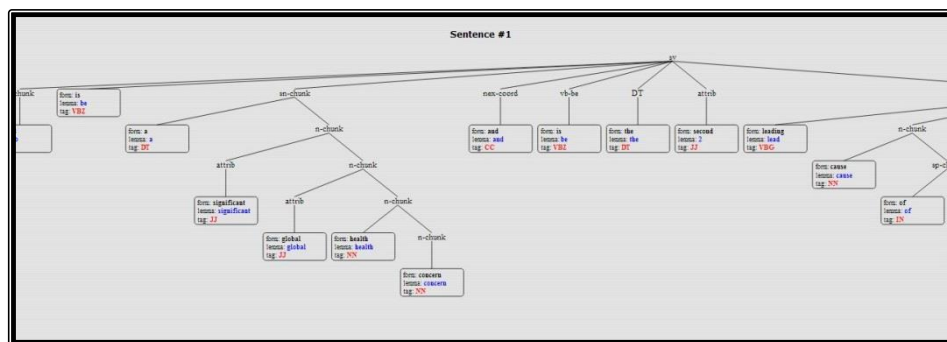 Sentence #1
sv
chunk
form: is
lemma: be
tag: VBZ
sn-chunk
nex-coord
vb-be
DT
attrib
form: a
lemma: a
tag: DT
n-chunk
form: and
lemma: and
tag: CC
form: is
lemma: be
tag: VBZ
form: the
lemma: the
tag: DT
form: second
lemma: 2
tag: JJ
form: leading
lemma: lead
tag: VBG
n-chunk
attrib
n-chunk
form: cause
lemma: cause
tag: NN
sp-c
form: significant
lemma: significant
tag: JJ
attrib
n-chunk
form: of
lemma: of
tag: IN
form: global
lemma: global
tag: JJ
form: health
lemma: health
tag: NN
n-chunk
form: concern
lemma: concern
tag: NN